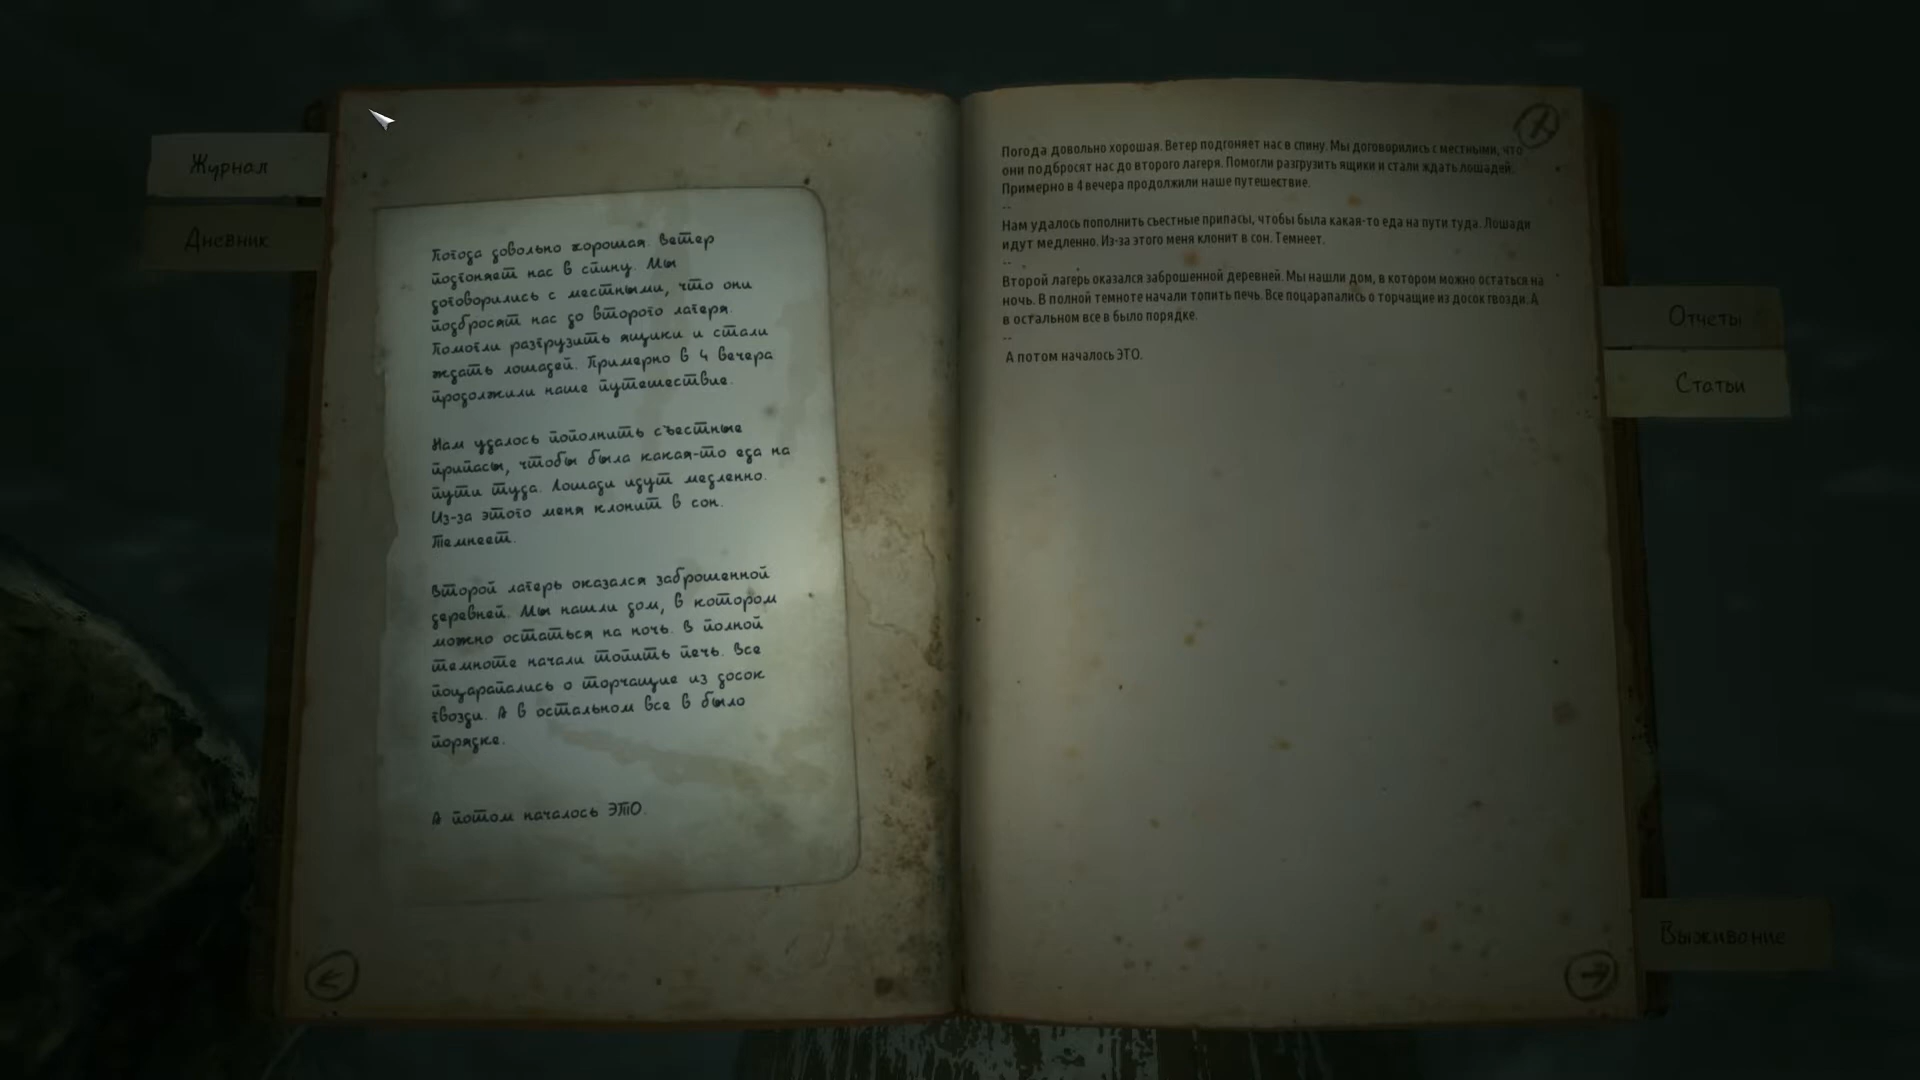 Журнал
Дневник
Погода довольно хорошая. Ветер
подгоняет нас в спину. Мы
договорились с местными, что они
подбросят нас до второго лагеря.
Помогли разгрузить ящики и стали
ждать лошадей. Примерно в 4 вечера
продолжили наше путешествие.
Нам удалось пополнить съестные
припасы, чтобы была какая-то еда на
пути туда. Лошади идут медленно.
Из-за этого меня клонит в сон.
Темнеет.
Второй лагерь оказался заброшенной
деревней. Мы нашли дом, в котором
можно остаться на ночь. В полной
темноте начали топить печь. Все
поцарапались о торчащие из досок
гвозди. А в остальном все в было
порядке.
А потом началось ЭТО.
Погода довольно хорошая. Ветер подгоняет нас в спину. Мы договорились с местными, что
они подбросят нас до второго лагеря. Помогли разгрузить ящики и стали ждать лошадей.
Примерно в 4 вечера продолжили наше путешествие.
--
Нам удалось пополнить съестные припасы, чтобы была какая-то еда на пути туда. Лошади
идут медленно. Из-за этого меня клонит в сон. Темнеет.
--
Второй лагерь оказался заброшенной деревней. Мы нашли дом, в котором можно остаться на
ночь. В полной темноте начали топить печь. Все поцарапались о торчащие из досок гвозди. А
в остальном все в было порядке.
--
А потом началось ЭТО.
Отчеты
Статьи
Выживание